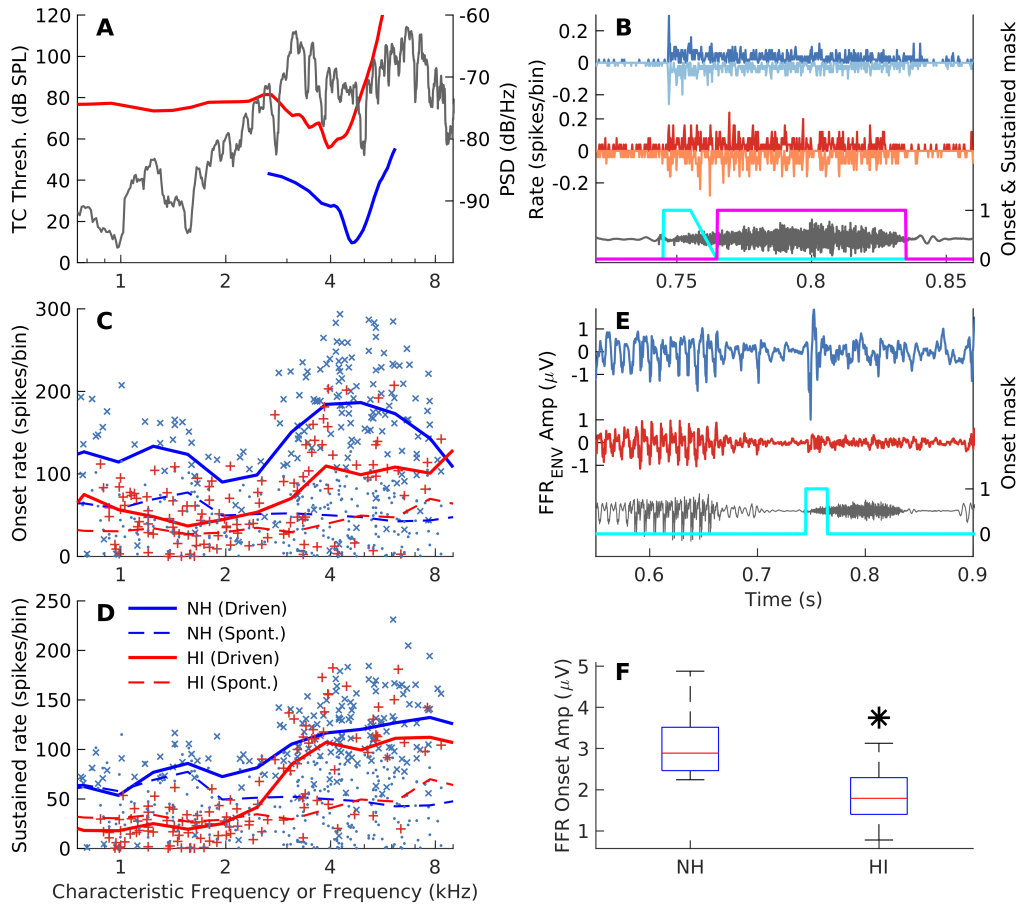 A
120
100
80
60
40
20
0
TC Thresh. (dB SPL)
-60
-70
-80
-90
PSD (dB/Hz)
1
2
4
8
B
0.2
0
-0.2
0.2
0
-0.2
Rate (spikes/bin)
1
0
Onset & Sustained mask
0.75
0.8
0.85
C
300
200
100
0
Onset rate (spikes/bin)
1
2
4
8
E
1
0
-1
1
0
-1
FFR_ENV Amp (μV)
1
0
Onset mask
0.6
0.7
0.8
0.9
Time (s)
D
250
200
150
100
50
0
Sustained rate (spikes/bin)
NH (Driven)
NH (Spont.)
HI (Driven)
HI (Spont.)
1
2
4
8
Characteristic Frequency or Frequency (kHz)
F
5
4
3
2
1
FFR Onset Amp (μV)
NH
HI